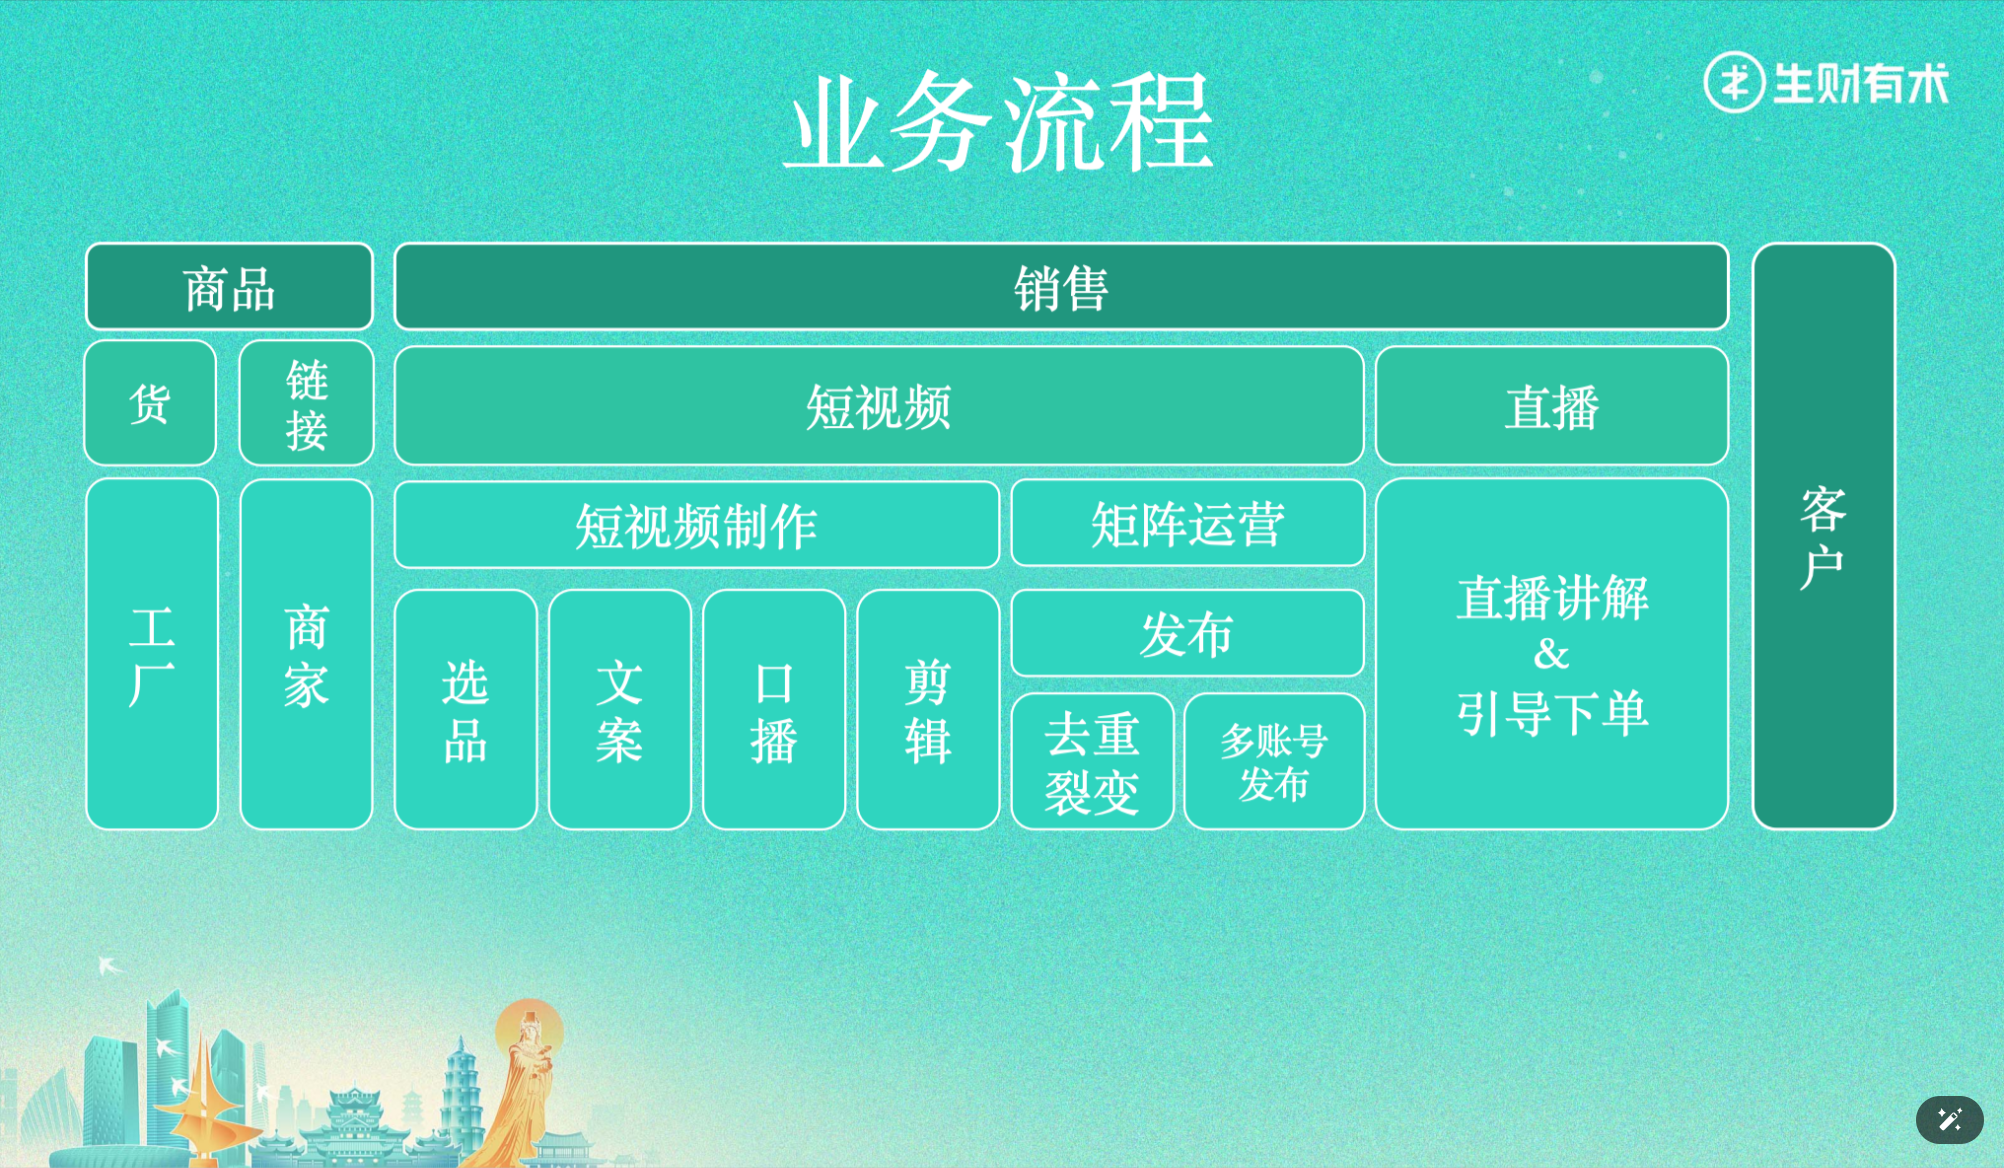 业务流程
生财有术
商品
销售
货
链
接
短视频
直播
客
户
工
厂
商
家
短视频制作
矩阵运营
选
品
文
案
口
播
剪
辑
发布
去重
裂变
多账号
发布
直播讲解
&
引导下单